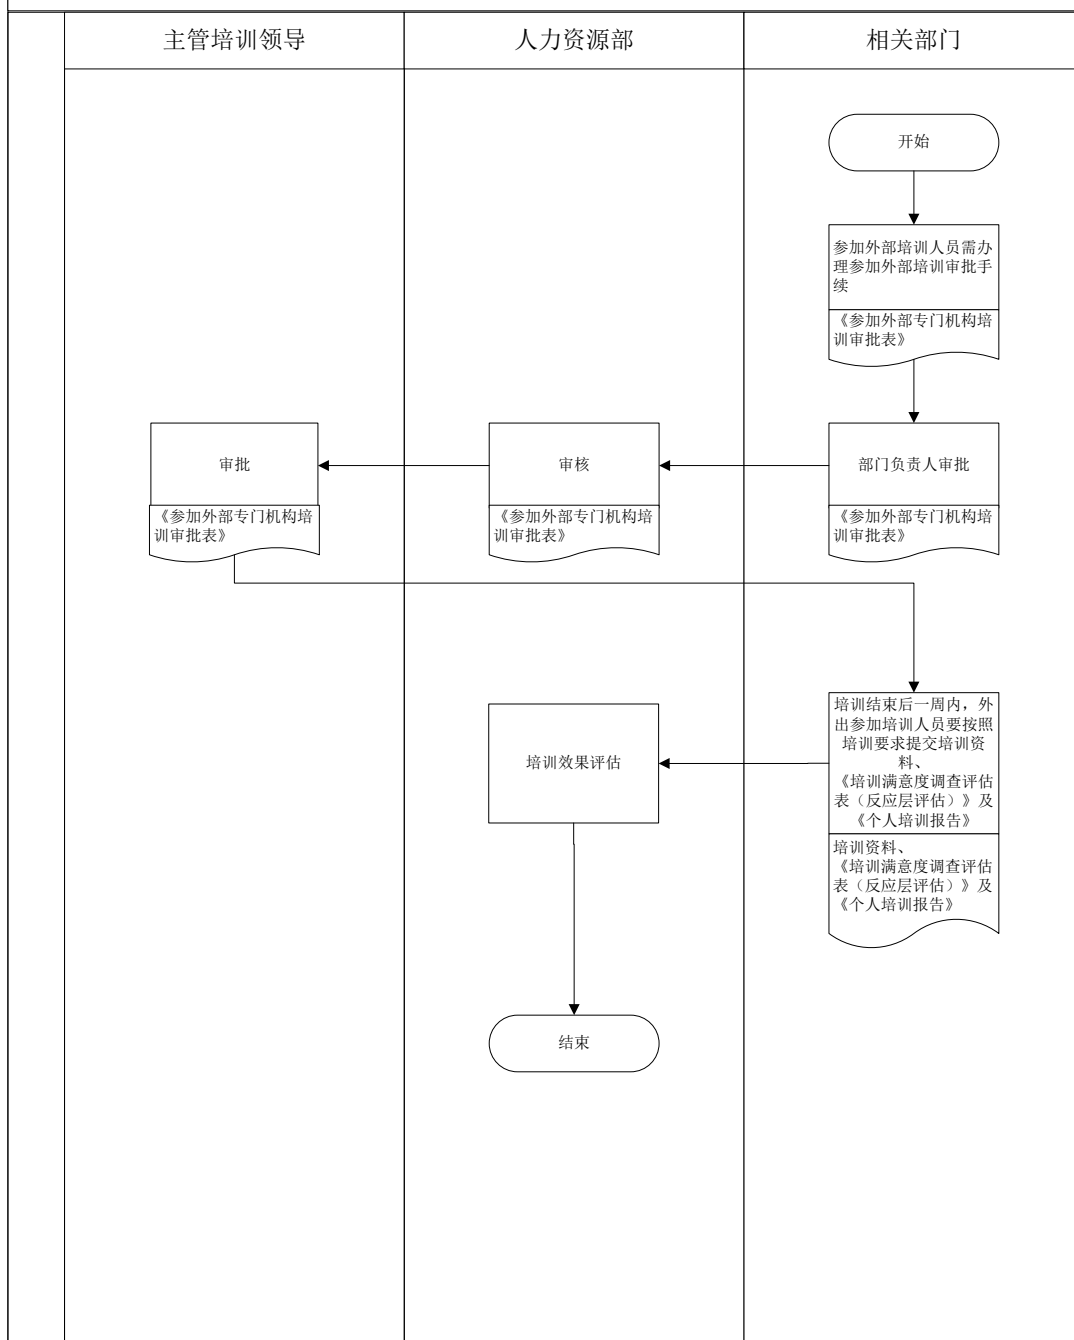 主管培训领导
人力资源部
相关部门
开始
参加外部培训人员需办
理参加外部培训审批手
续
《参加外部专门机构培
训审批表》
审批
《参加外部专门机构培
训审批表》
审核
《参加外部专门机构培
训审批表》
部门负责人审批
《参加外部专门机构培
训审批表》
培训效果评估
培训结束后一周内，外
出参加培训人员要按照
培训要求提交培训资
料、
《培训满意度调查评估
表（反应层评估）》及
《个人培训报告》
培训资料、
《培训满意度调查评估
表（反应层评估）》及
《个人培训报告》
结束